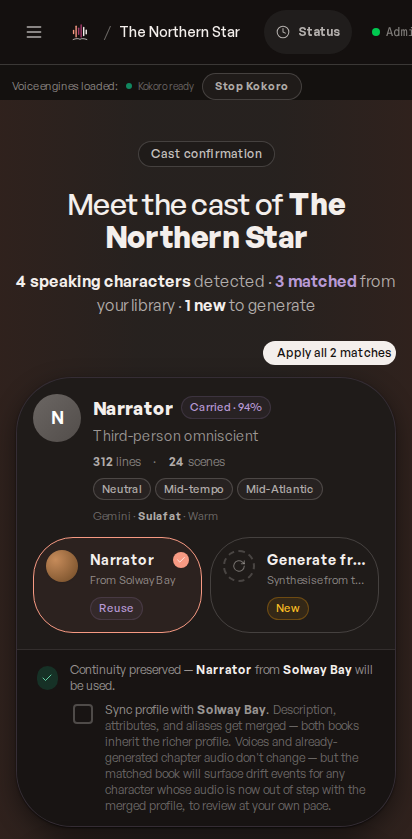 / The Northern Star Status
Voice engines loaded: Kokoro ready Stop Kokoro
Cast confirmation
Meet the cast of The
Northern Star
4 speaking characters detected · 3 matched from
your library · 1 new to generate
Apply all 2 matches
N
Narrator Carried · 94%
Third-person omniscient
312 lines · 24 scenes
Neutral Mid-tempo Mid-Atlantic
Gemini · Sulafat · Warm
Narrator
From Solway Bay
Reuse
Generate fr...
Synthesise from t...
New
Continuity preserved — Narrator from Solway Bay will
be used.
Sync profile with Solway Bay. Description,
attributes, and aliases get merged — both books
inherit the richer profile. Voices and already-
generated chapter audio don't change — but the
matched book will surface drift events for any
character whose audio is now out of step with the
merged profile, to review at your own pace.